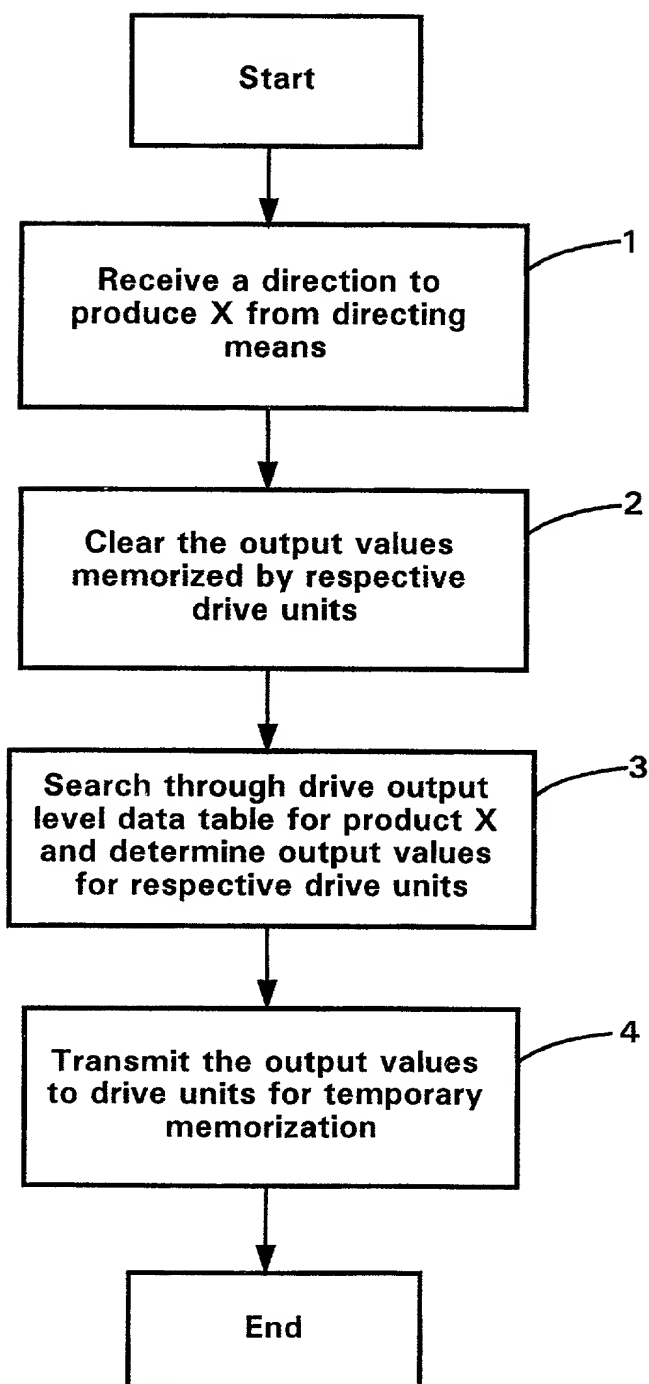 Start
1
Receive a direction to
produce X from directing
means
2
Clear the output values
memorized by respective
drive units
3
Search through drive output
level data table for product X
and determine output values
for respective drive units
4
Transmit the output values
to drive units for temporary
memorization
End